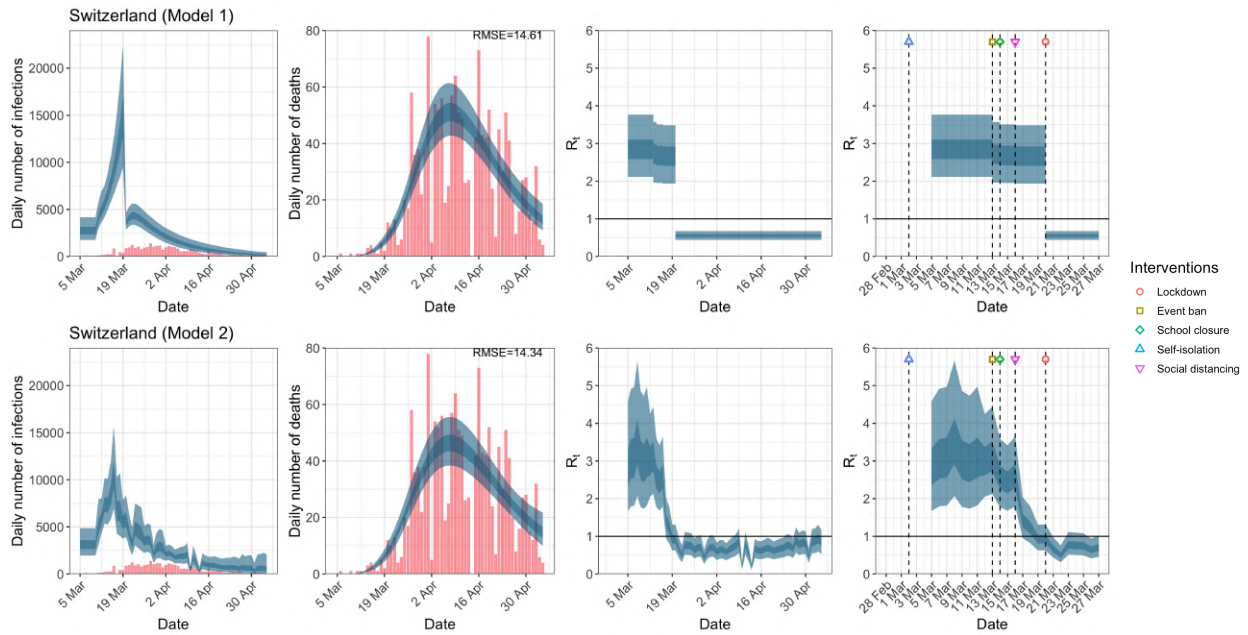 Switzerland (Model 1)
Daily number of infections
20000
15000
10000
5000
0
5 Mar
19 Mar
2 Apr
16 Apr
30 Apr
Date
Daily number of deaths
RMSE=14.61
80
60
40
20
0
5 Mar
19 Mar
2 Apr
16 Apr
30 Apr
Date
Rt
6
5
4
3
2
1
0
5 Mar
19 Mar
2 Apr
16 Apr
30 Apr
Date
Rt
6
5
4
3
2
1
0
28 Feb
1 Mar
3 Mar
5 Mar
7 Mar
9 Mar
11 Mar
13 Mar
15 Mar
17 Mar
19 Mar
21 Mar
23 Mar
25 Mar
27 Mar
Date
Switzerland (Model 2)
Daily number of infections
20000
15000
10000
5000
0
5 Mar
19 Mar
2 Apr
16 Apr
30 Apr
Date
Daily number of deaths
RMSE=14.34
80
60
40
20
0
5 Mar
19 Mar
2 Apr
16 Apr
30 Apr
Date
Rt
6
5
4
3
2
1
0
5 Mar
19 Mar
2 Apr
16 Apr
30 Apr
Date
Rt
6
5
4
3
2
1
0
28 Feb
1 Mar
3 Mar
5 Mar
7 Mar
9 Mar
11 Mar
13 Mar
15 Mar
17 Mar
19 Mar
21 Mar
23 Mar
25 Mar
27 Mar
Date
Interventions
Lockdown
Event ban
School closure
Self-isolation
Social distancing